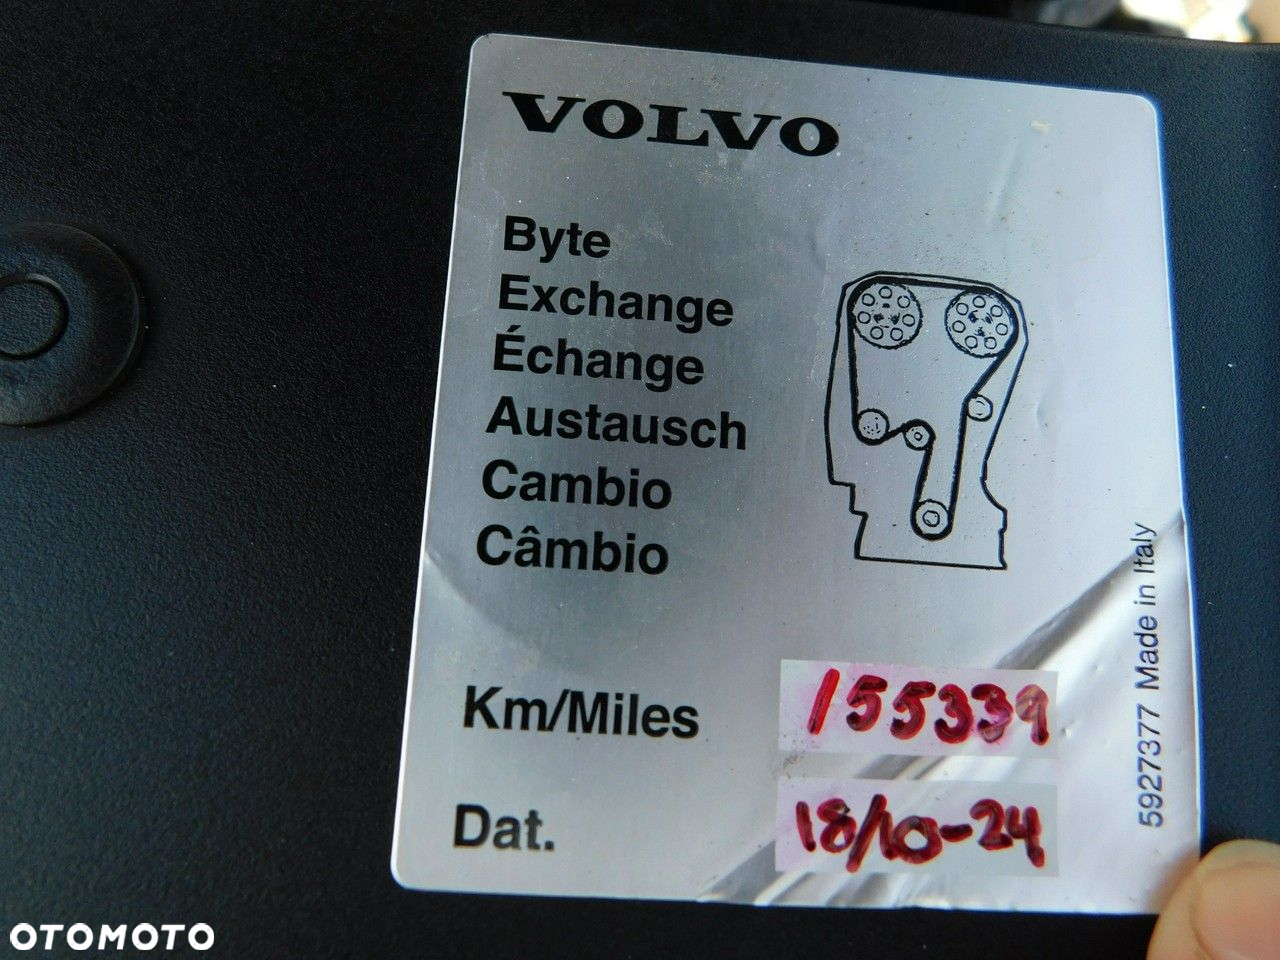 VOLVO
Byte
Exchange
Échange
Austausch
Cambio
Câmbio
Km/Miles 155339
Dat. 18/10-24
5927377 Made in Italy
OTOMOTO